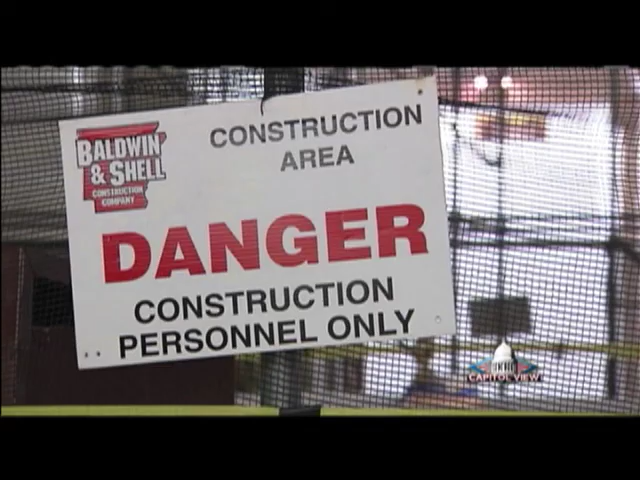 BALDWIN
& SHELL
CONSTRUCTION
COMPANY
CONSTRUCTION
AREA
DANGER
CONSTRUCTION
PERSONNEL ONLY
CAPITOL VIEW